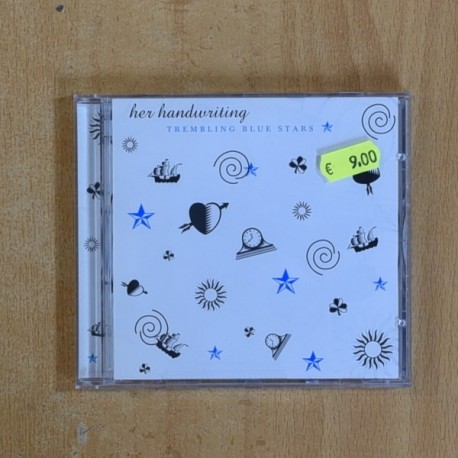 her handwriting
TREMBLING BLUE STARS
€ 9.00